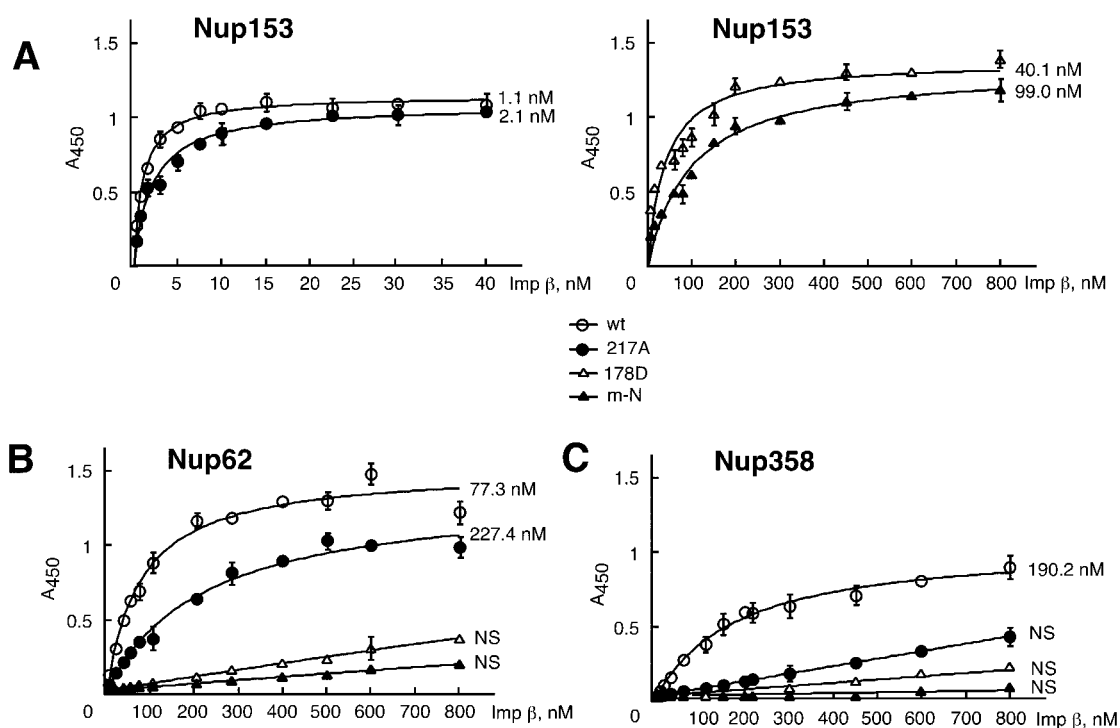 A
Nup153
1.5
1
0.5
A450
1.1 nM
2.1 nM
0 5 10 15 20 25 30 35 40 Imp β, nM
Nup153
1.5
1
0.5
A450
40.1 nM
99.0 nM
0 100 200 300 400 500 600 700 800 Imp β, nM
wt
217A
178D
m-N
B
Nup62
1.5
1
0.5
A450
77.3 nM
227.4 nM
NS
NS
0 100 200 300 400 500 600 700 800 Imp β, nM
C
Nup358
1.5
1
0.5
A450
190.2 nM
NS
NS
NS
0 100 200 300 400 500 600 700 800 Imp β, nM